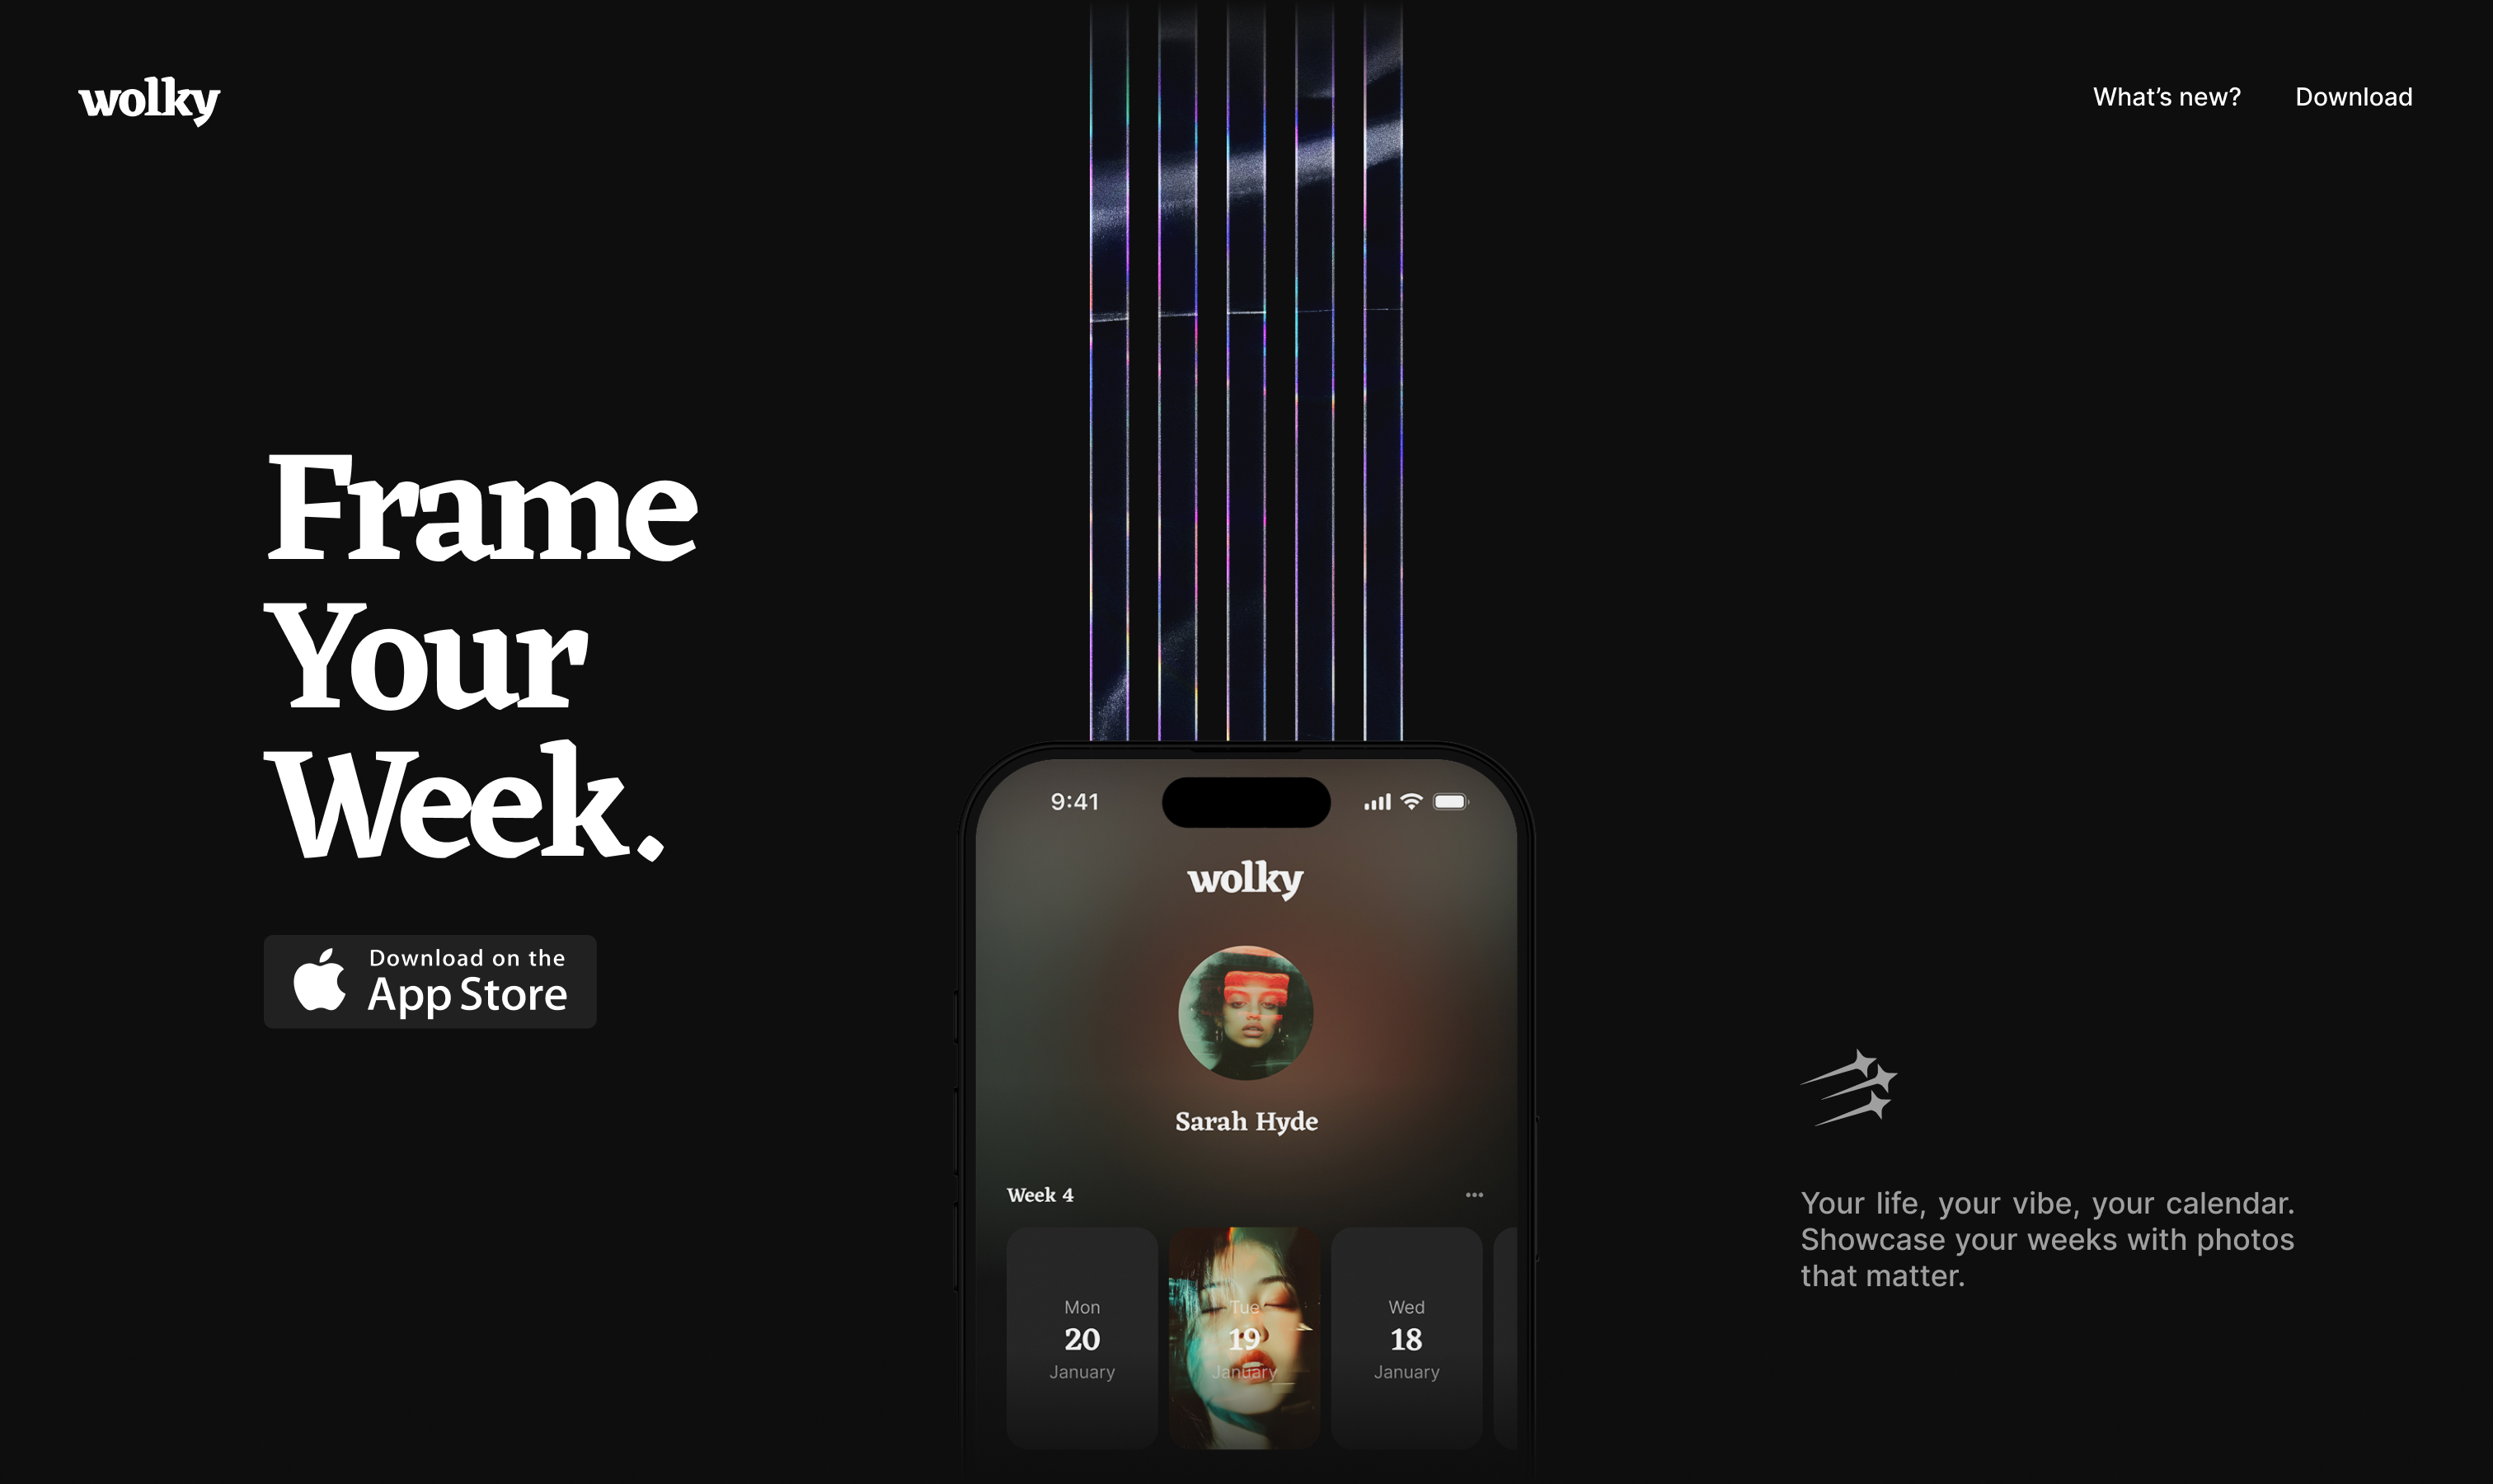 wolky
What’s new?
Download
Frame
Your
Week.
Download on the
App Store
9:41
wolky
Sarah Hyde
Week 4
Mon
20
January
Tue
19
January
Wed
18
January
Your life, your vibe, your calendar.
Showcase your weeks with photos
that matter.